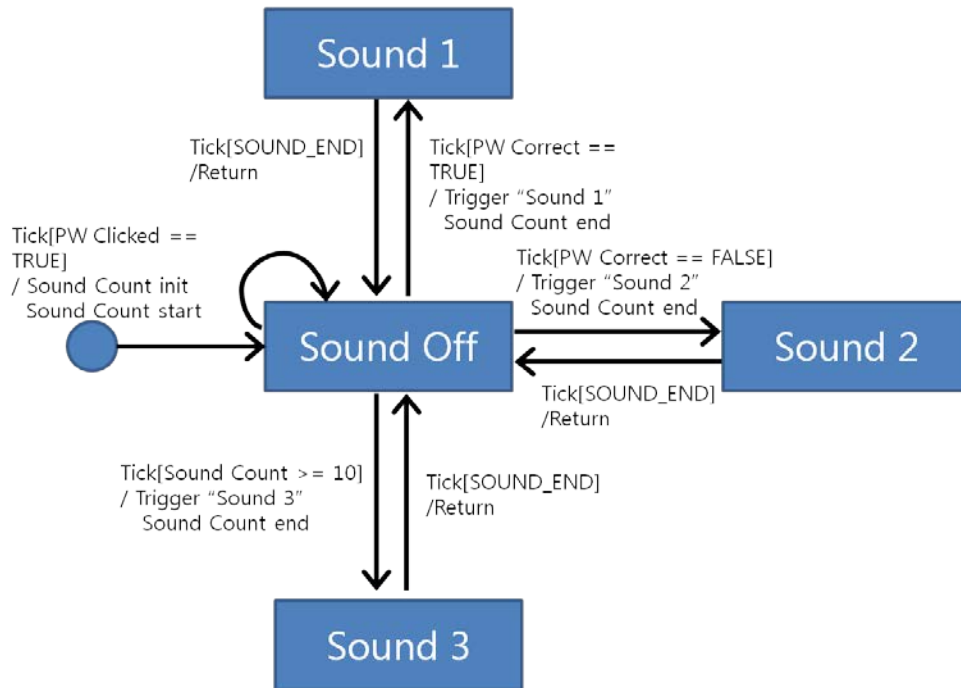 Sound 1
Tick[SOUND_END]
/Return
Tick[PW Correct ==
TRUE]
/ Trigger “Sound 1”
Sound Count end
Tick[PW Clicked ==
TRUE]
/ Sound Count init
Sound Count start
Tick[PW Correct == FALSE]
/ Trigger “Sound 2”
Sound Count end
Sound Off
Sound 2
Tick[SOUND_END]
/Return
Tick[Sound Count >= 10]
/ Trigger “Sound 3”
Sound Count end
Tick[SOUND_END]
/Return
Sound 3